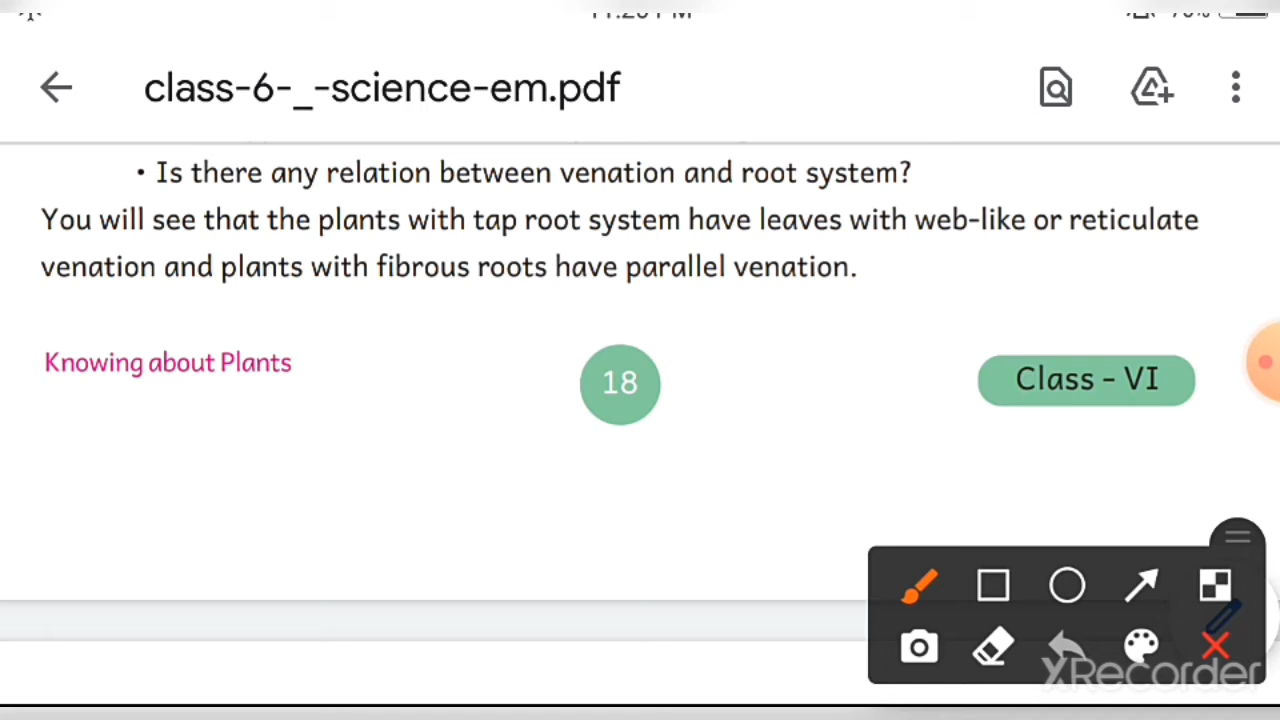 class-6-_-science-em.pdf
• Is there any relation between venation and root system?
You will see that the plants with tap root system have leaves with web-like or reticulate
venation and plants with fibrous roots have parallel venation.
Knowing about Plants
18
Class - VI
XRecorder